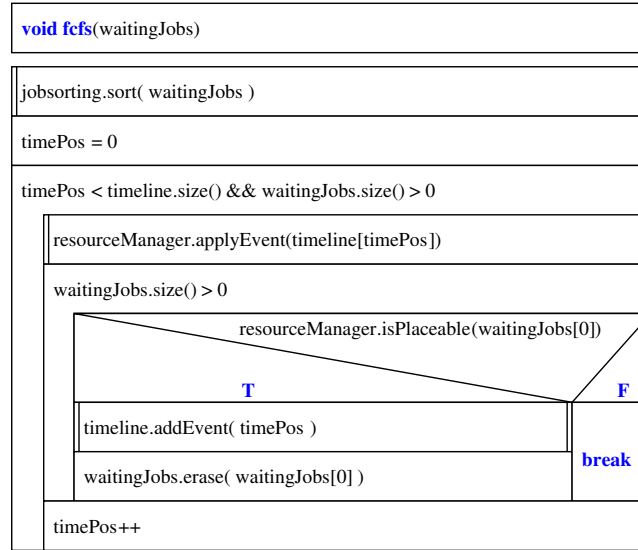 void fcfs(waitingJobs)
jobsorting.sort( waitingJobs )
timePos = 0
timePos < timeline.size() && waitingJobs.size() > 0
resourceManager.applyEvent(timeline[timePos])
waitingJobs.size() > 0
resourceManager.isPlaceable(waitingJobs[0])
T
F
timeline.addEvent( timePos )
break
waitingJobs.erase( waitingJobs[0] )
timePos++